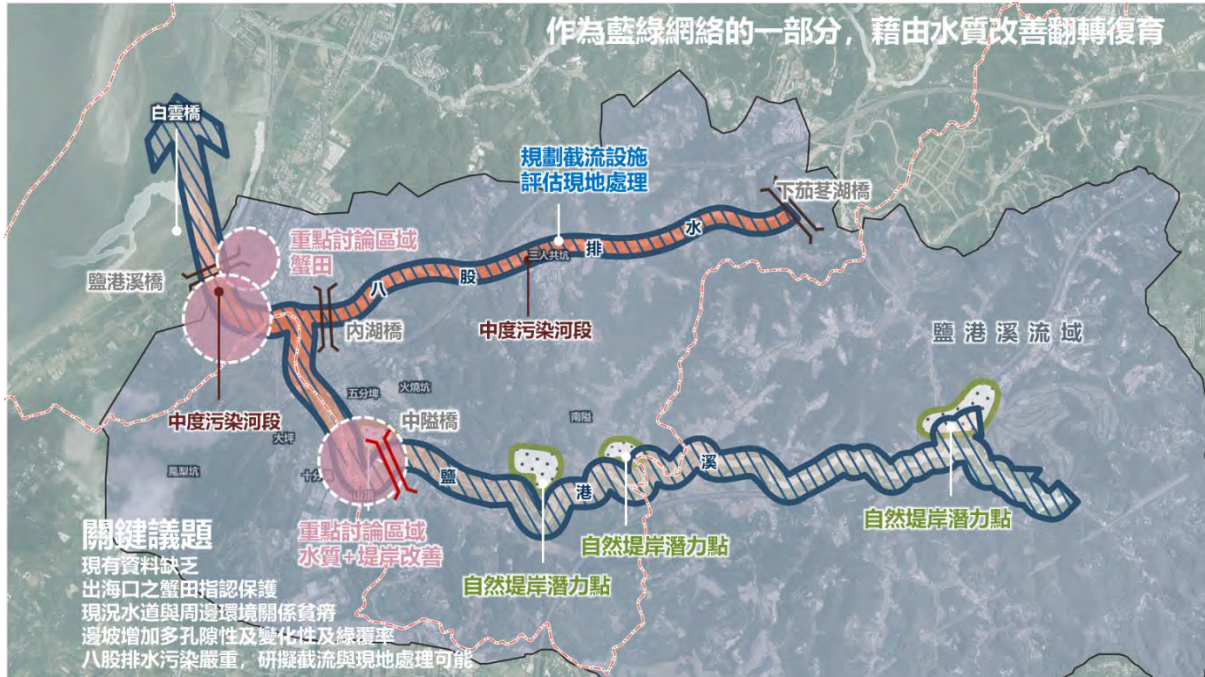 作為藍綠網絡的一部分，藉由水質改善翻轉復育
白雲橋
規劃截流設施
評估現地處理
下茄苳湖橋
重點討論區域
蟹田
三人共坑
八股排水
鹽港溪橋
內湖橋
中度污染河段
鹽港溪流域
五分埤
火燒坑
中度污染河段
中隘橋
南隘
大坪
鳳梨坑
鹽港溪
自然堤岸潛力點
關鍵議題
重點討論區域
水質+堤岸改善
自然堤岸潛力點
自然堤岸潛力點
現有資料缺乏
出海口之蟹田指認保護
現況水道與周邊環境關係貧瘠
邊坡增加多孔隙性及變化性及綠覆率
八股排水污染嚴重，研擬截流與現地處理可能